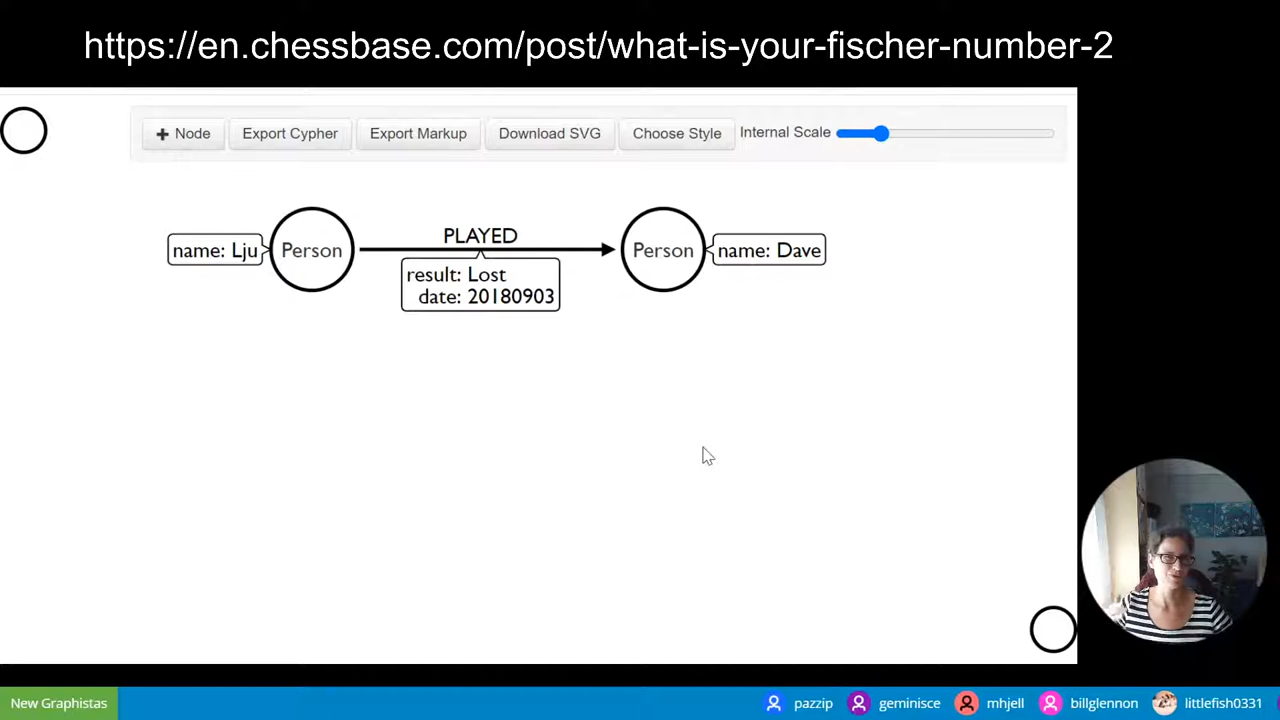 https://en.chessbase.com/post/what-is-your-fischer-number-2
+ Node Export Cypher Export Markup Download SVG Choose Style Internal Scale
PLAYED
name: Lju Person Person name: Dave
result: Lost
date: 20180903
New Graphistas pazzip geminisce mhjell billglennon littlefish0331